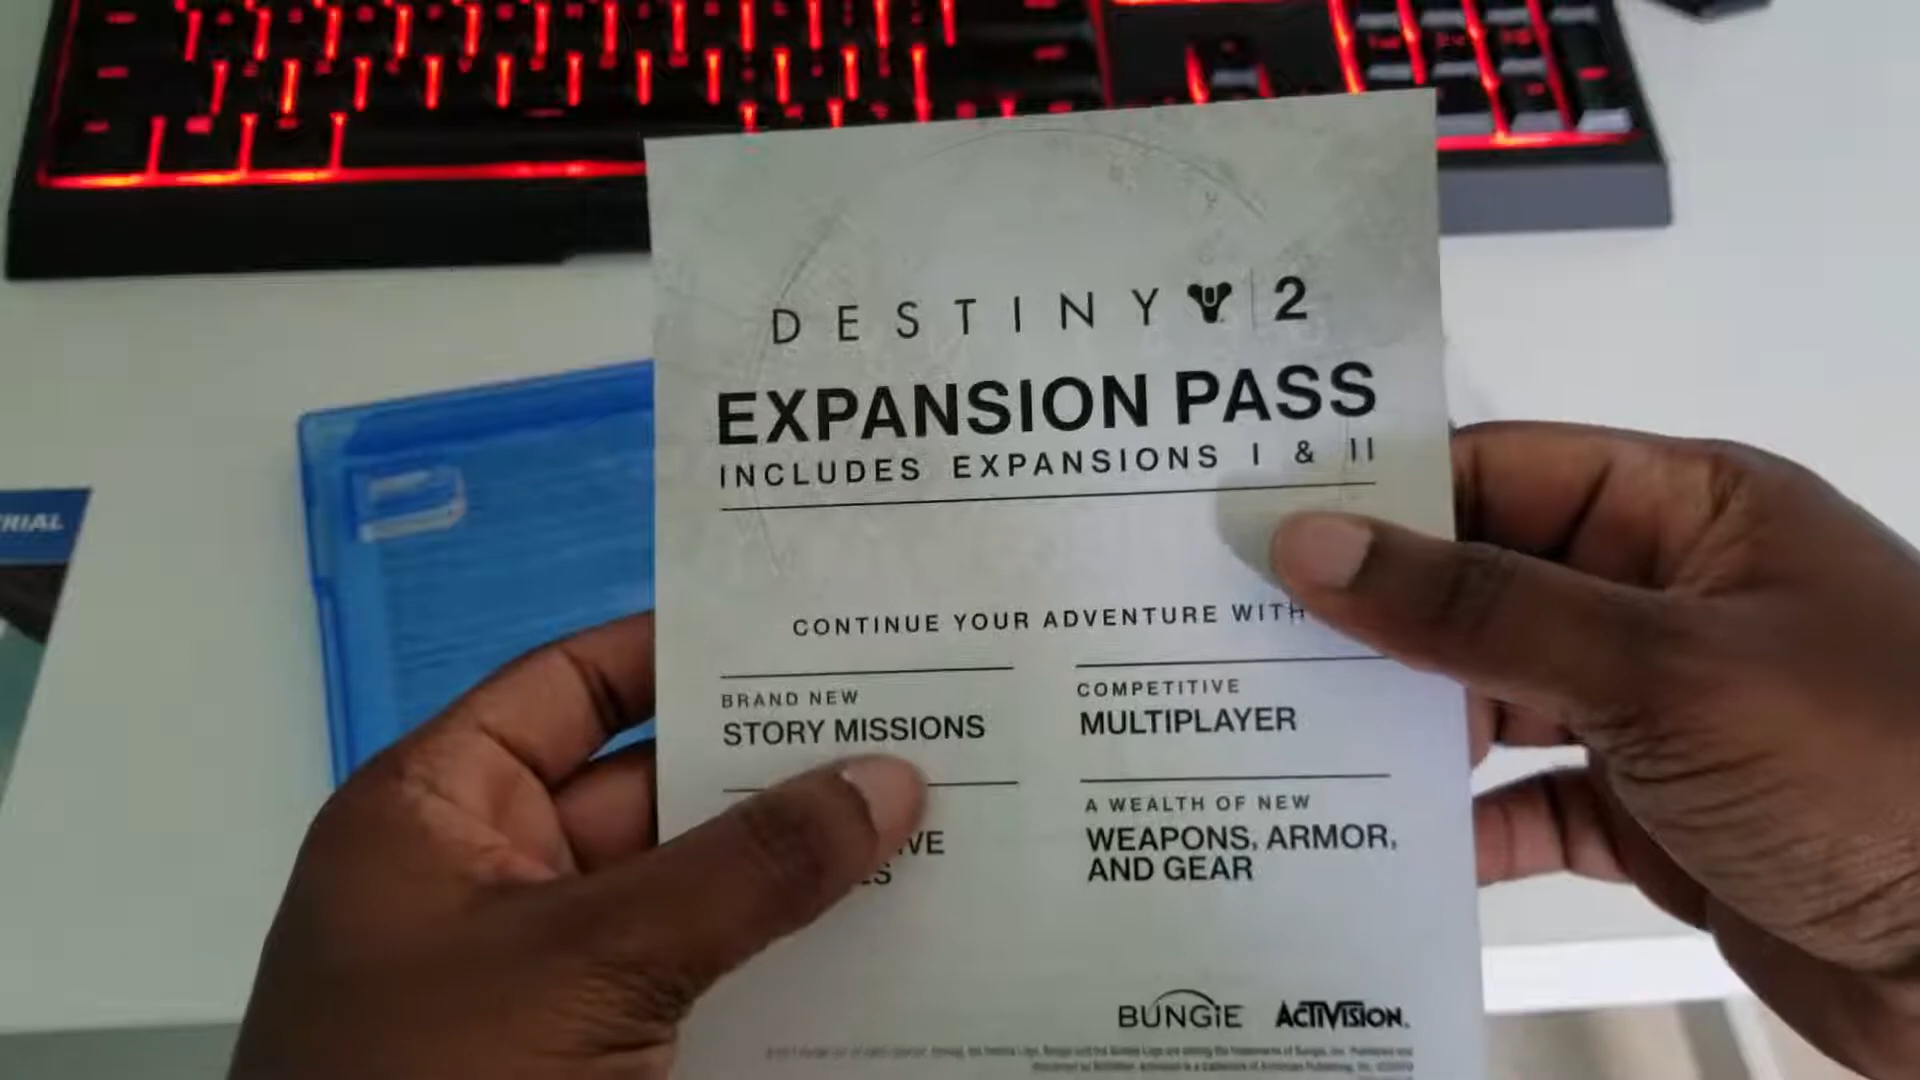 DESTINY 2
EXPANSION PASS
INCLUDES EXPANSIONS I & II
CONTINUE YOUR ADVENTURE WITH
BRAND NEW
STORY MISSIONS
COMPETITIVE
MULTIPLAYER
A WEALTH OF NEW
WEAPONS, ARMOR,
AND GEAR
BUNGiE ACTIVISION.